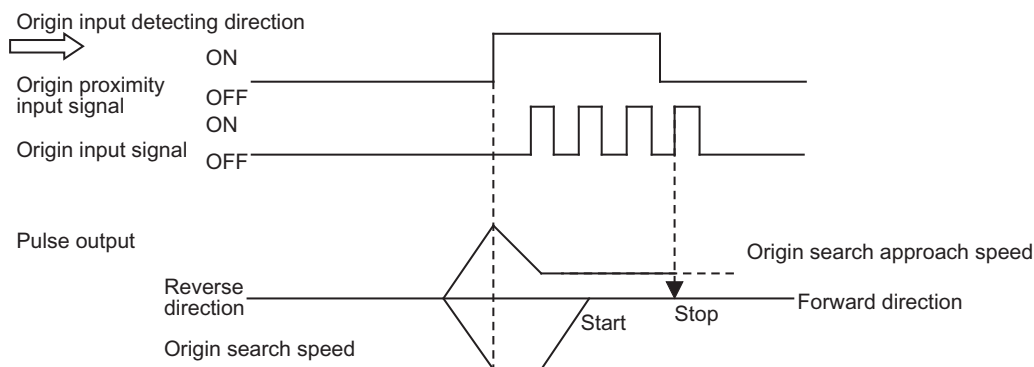 Origin input detecting direction
ON
Origin proximity
input signal
OFF
ON
Origin input signal
OFF
Pulse output
Origin search approach speed
Reverse
direction
Forward direction
Start
Stop
Origin search speed